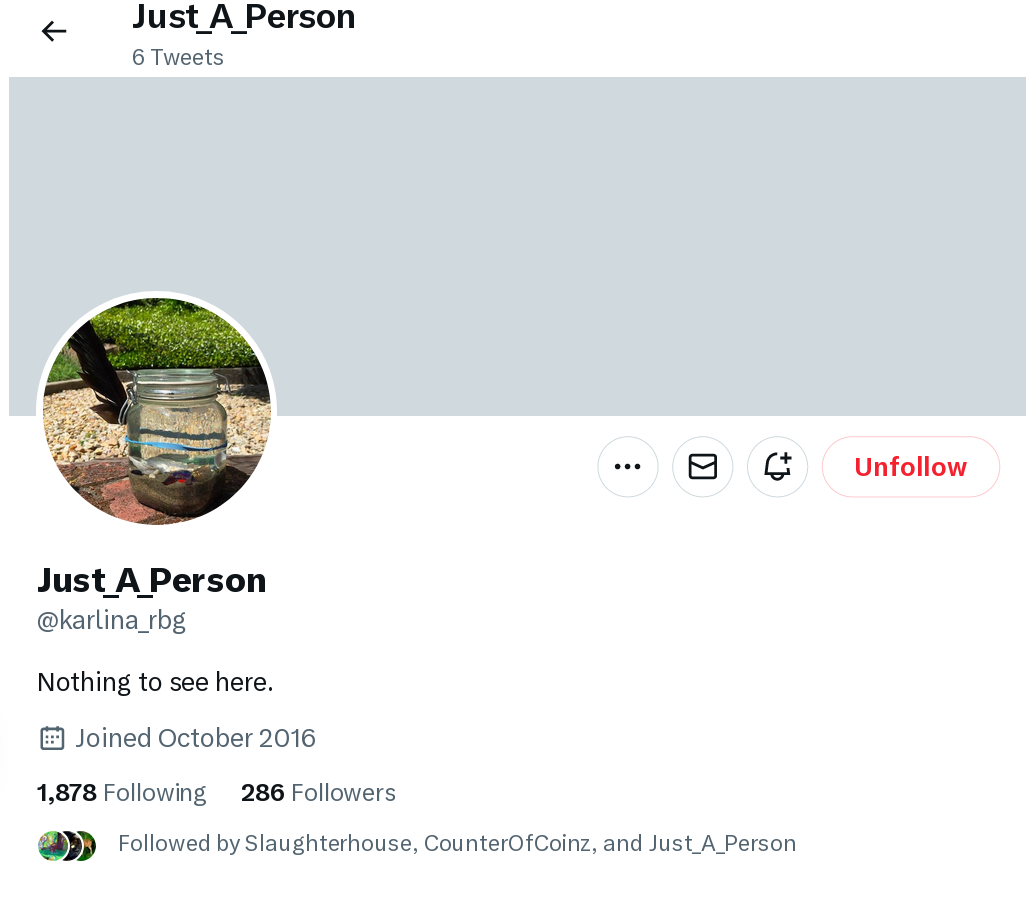 Just_A_Person
6 Tweets
Unfollow
Just_A_Person
@karlina_rbg
Nothing to see here.
Joined October 2016
1,878 Following 286 Followers
Followed by Slaughterhouse, CounterOfCoinz, and Just_A_Person